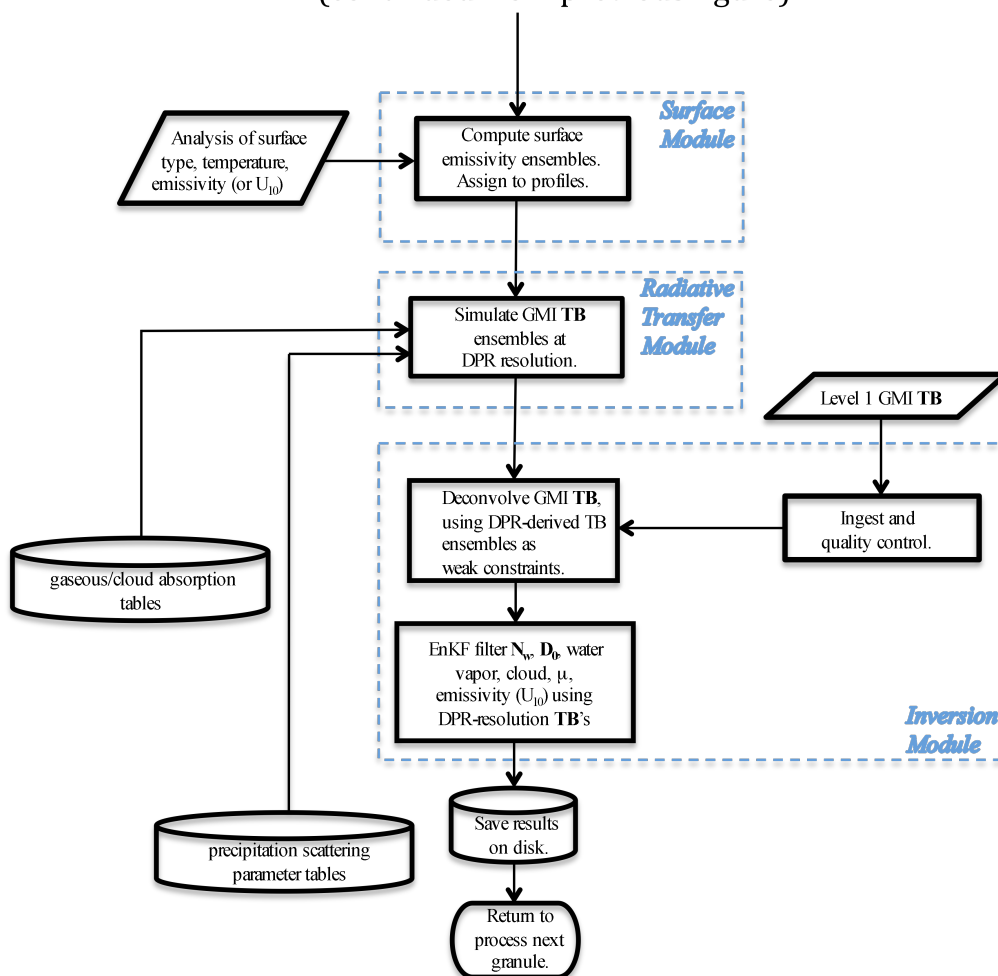 Surface
Module
Analysis of surface
type, temperature,
emissivity (or U10)
Compute surface
emissivity ensembles.
Assign to profiles.
Radiative
Transfer
Module
Simulate GMI TB
ensembles at
DPR resolution.
Level 1 GMI TB
Deconvolve GMI TB,
using DPR-derived TB
ensembles as
weak constraints.
Ingest and
quality control.
gaseous/cloud absorption
tables
EnKF filter Nw, D0, water
vapor, cloud, μ,
emissivity (U10) using
DPR-resolution TB's
Inversion
Module
Save results
on disk.
precipitation scattering
parameter tables
Return to
process next
granule.